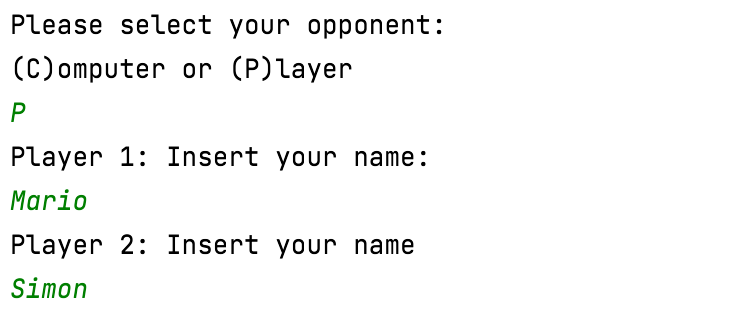 Please select your opponent:
(C)omputer or (P)layer
P
Player 1: Insert your name:
Mario
Player 2: Insert your name
Simon